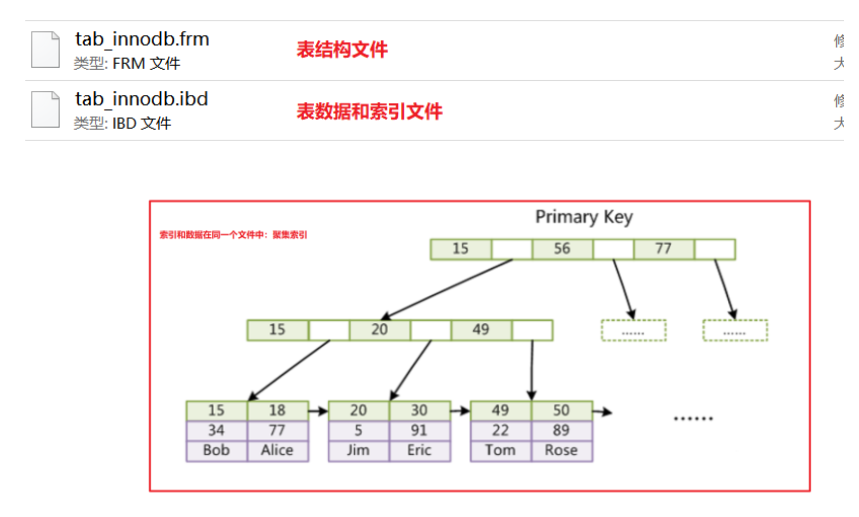 tab_innodb.frm
表结构文件
修
类型: FRM 文件
大
tab_innodb.ibd
表数据和索引文件
修
类型: IBD 文件
大
Primary Key
索引和数据在同一个文件中：聚集索引
15 56 77
15 20 49
...... ......
15 18 20 30 49 50
34 77 5 91 22 89
Bob Alice Jim Eric Tom Rose
......